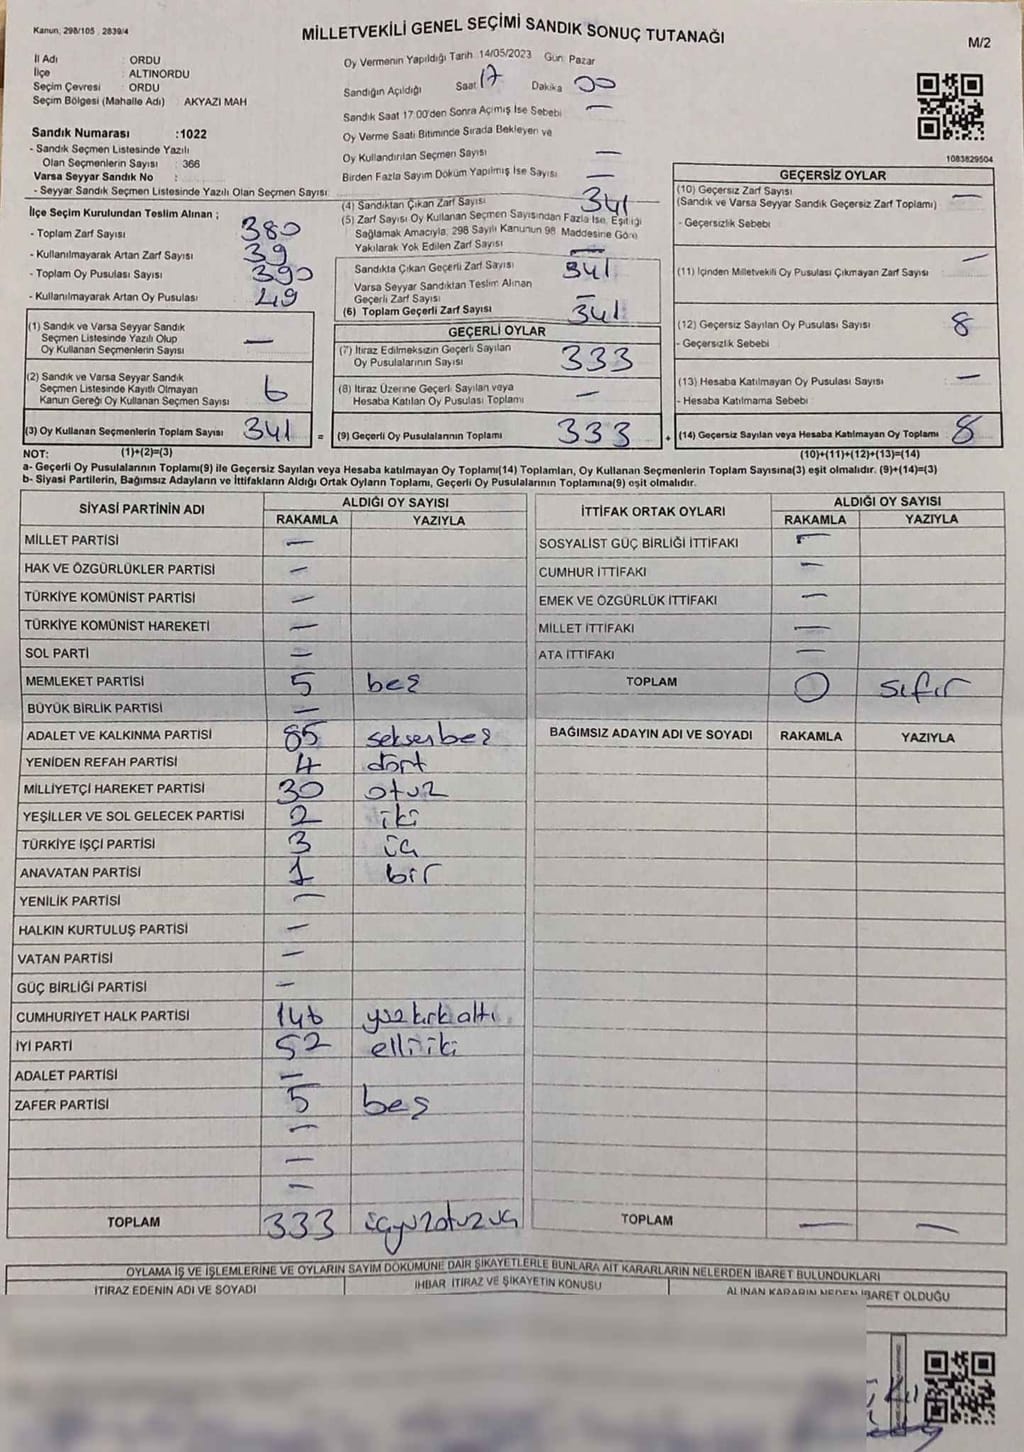 Kanun, 298/105 , 2839/4
MİLLETVEKİLİ GENEL SEÇİMİ SANDIK SONUÇ TUTANAĞI
M/2
İl Adı : ORDU
İlçe : ALTINORDU
Seçim Çevresi : ORDU
Seçim Bölgesi (Mahalle Adı) : AKYAZI MAH
Sandık Numarası :1022
- Sandık Seçmen Listesinde Yazılı
Olan Seçmenlerin Sayısı : 366
Varsa Seyyar Sandık No :
- Seyyar Sandık Seçmen Listesinde Yazılı Olan Seçmen Sayısı:
Oy Vermenin Yapıldığı Tarih : 14/05/2023 Gün: Pazar
Sandığın Açıldığı Saat 17 Dakika 00
Sandık Saat 17:00'den Sonra Açılmış İse Sebebi —
Oy Verme Saati Bitiminde Sırada Bekleyen ve
Oy Kullandırılan Seçmen Sayısı —
Birden Fazla Sayım Döküm Yapılmış İse Sayısı —
1083829504
İlçe Seçim Kurulundan Teslim Alınan ;
- Toplam Zarf Sayısı 380
- Kullanılmayarak Artan Zarf Sayısı 39
- Toplam Oy Pusulası Sayısı 390
- Kullanılmayarak Artan Oy Pusulası 49
(1) Sandık ve Varsa Seyyar Sandık
Seçmen Listesinde Yazılı Olup
Oy Kullanan Seçmenlerin Sayısı —
(2) Sandık ve Varsa Seyyar Sandık
Seçmen Listesinde Kayıtlı Olmayan
Kanun Gereği Oy Kullanan Seçmen Sayısı 6
(3) Oy Kullanan Seçmenlerin Toplam Sayısı 341
(1)+(2)=(3)
(4) Sandıktan Çıkan Zarf Sayısı 341
(5) Zarf Sayısı Oy Kullanan Seçmen Sayısından Fazla İse, Eşitliği
Sağlamak Amacıyla, 298 Sayılı Kanunun 98. Maddesine Göre
Yakılarak Yok Edilen Zarf Sayısı —
Sandıkta Çıkan Geçerli Zarf Sayısı 341
Varsa Seyyar Sandıktan Teslim Alınan
Geçerli Zarf Sayısı —
(6) Toplam Geçerli Zarf Sayısı 341
GEÇERLİ OYLAR
(7) İtiraz Edilmeksizin Geçerli Sayılan
Oy Pusulalarının Sayısı 333
(8) İtiraz Üzerine Geçerli Sayılan veya
Hesaba Katılan Oy Pusulası Toplamı —
= (9) Geçerli Oy Pusulalarının Toplamı 333
GEÇERSİZ OYLAR
(10) Geçersiz Zarf Sayısı —
(Sandık ve Varsa Seyyar Sandık Geçersiz Zarf Toplamı)
- Geçersizlik Sebebi
(11) İçinden Milletvekili Oy Pusulası Çıkmayan Zarf Sayısı —
(12) Geçersiz Sayılan Oy Pusulası Sayısı 8
- Geçersizlik Sebebi
(13) Hesaba Katılmayan Oy Pusulası Sayısı —
- Hesaba Katılmama Sebebi
+ (14) Geçersiz Sayılan veya Hesaba Katılmayan Oy Toplamı 8
(10)+(11)+(12)+(13)=(14)
NOT:
a- Geçerli Oy Pusulalarının Toplamı(9) ile Geçersiz Sayılan veya Hesaba katılmayan Oy Toplamı(14) Toplamları, Oy Kullanan Seçmenlerin Toplam Sayısına(3) eşit olmalıdır. (9)+(14)=(3)
b- Siyasi Partilerin, Bağımsız Adayların ve İttifakların Aldığı Ortak Oyların Toplamı, Geçerli Oy Pusulalarının Toplamına(9) eşit olmalıdır.
SİYASİ PARTİNİN ADI ALDIĞI OY SAYISI
RAKAMLA YAZIYLA
MİLLET PARTİSİ —
HAK VE ÖZGÜRLÜKLER PARTİSİ —
TÜRKİYE KOMÜNİST PARTİSİ —
TÜRKİYE KOMÜNİST HAREKETİ —
SOL PARTİ —
MEMLEKET PARTİSİ 5 beş
BÜYÜK BİRLİK PARTİSİ —
ADALET VE KALKINMA PARTİSİ 85 seksenbeş
YENİDEN REFAH PARTİSİ 4 dört
MİLLİYETÇİ HAREKET PARTİSİ 30 otuz
YEŞİLLER VE SOL GELECEK PARTİSİ 2 iki
TÜRKİYE İŞÇİ PARTİSİ 3 üç
ANAVATAN PARTİSİ 1 bir
YENİLİK PARTİSİ —
HALKIN KURTULUŞ PARTİSİ —
VATAN PARTİSİ —
GÜÇ BİRLİĞİ PARTİSİ —
CUMHURİYET HALK PARTİSİ 146 yüzkırkaltı
İYİ PARTİ 52 elliiki
ADALET PARTİSİ —
ZAFER PARTİSİ 5 beş
—
—
—
TOPLAM 333 üçyüzotuzüç
İTTİFAK ORTAK OYLARI ALDIĞI OY SAYISI
RAKAMLA YAZIYLA
SOSYALİST GÜÇ BİRLİĞİ İTTİFAKI —
CUMHUR İTTİFAKI —
EMEK VE ÖZGÜRLÜK İTTİFAKI —
MİLLET İTTİFAKI —
ATA İTTİFAKI —
TOPLAM 0 sıfır
BAĞIMSIZ ADAYIN ADI VE SOYADI RAKAMLA YAZIYLA
TOPLAM — —
OYLAMA İŞ VE İŞLEMLERİNE VE OYLARIN SAYIM DÖKÜMÜNE DAİR ŞİKAYETLERLE BUNLARA AİT KARARLARIN NELERDEN İBARET BULUNDUKLARI
İTİRAZ EDENİN ADI VE SOYADI
İHBAR İTİRAZ VE ŞİKAYETİN KONUSU
ALINAN KARARIN NEDEN İBARET OLDUĞU